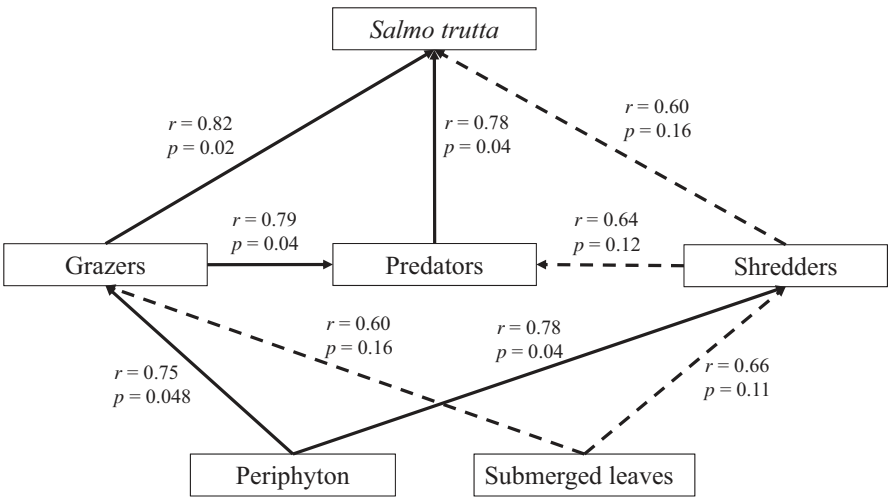 Salmo trutta
r = 0.82
p = 0.02
r = 0.78
p = 0.04
r = 0.60
p = 0.16
r = 0.79
p = 0.04
r = 0.64
p = 0.12
Grazers
Predators
Shredders
r = 0.60
p = 0.16
r = 0.78
p = 0.04
r = 0.75
p = 0.048
r = 0.66
p = 0.11
Periphyton
Submerged leaves